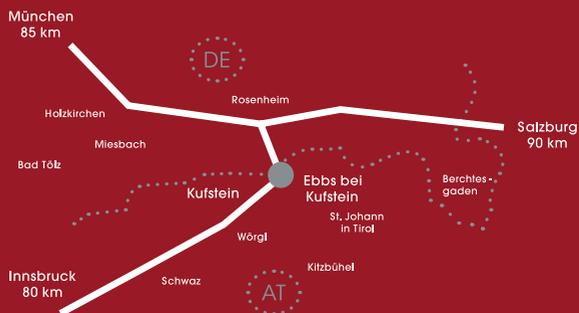 München
85 km
DE
Rosenheim
Holzkirchen
Salzburg
90 km
Miesbach
Bad Tölz
Berchtes-
gaden
Ebbs bei
Kufstein
Kufstein
St. Johann
in Tirol
Wörgl
Kitzbühel
Innsbruck
80 km
Schwaz
AT